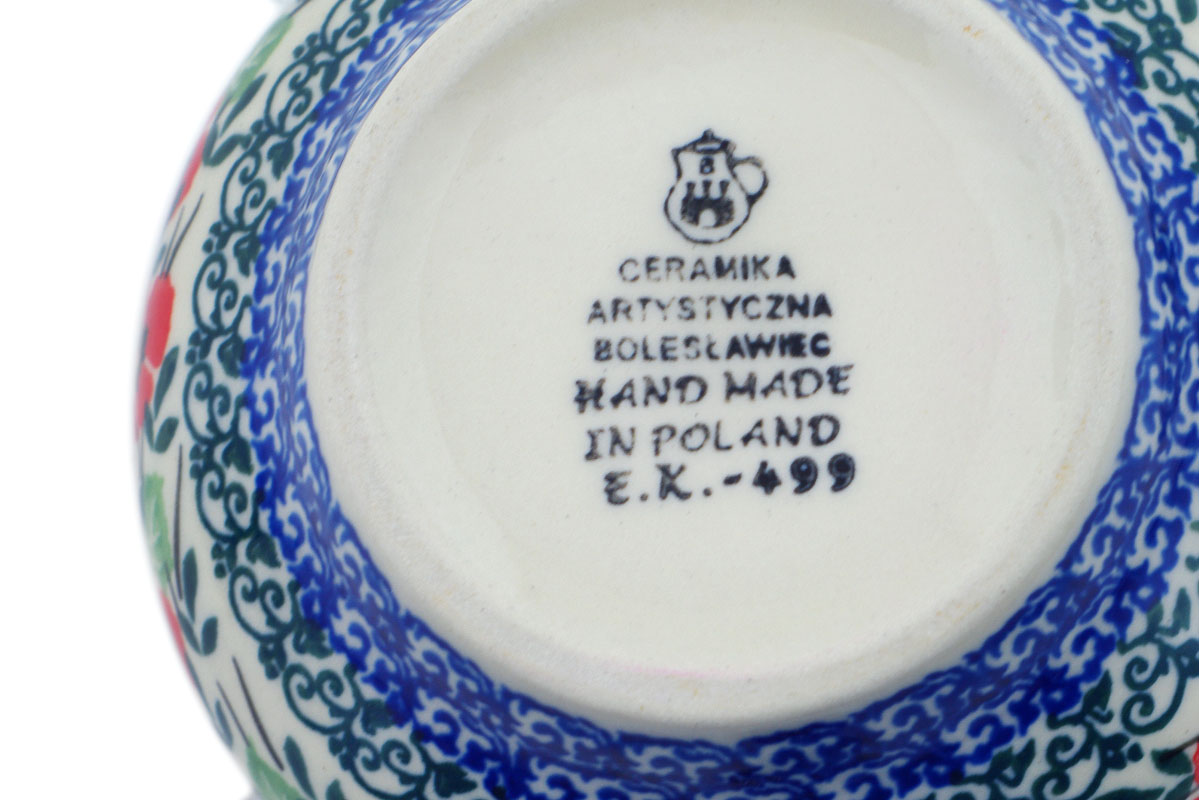 B
CERAMIKA
ARTYSTYCZNA
BOLESŁAWIEC
HAND MADE
IN POLAND
E.K.-499